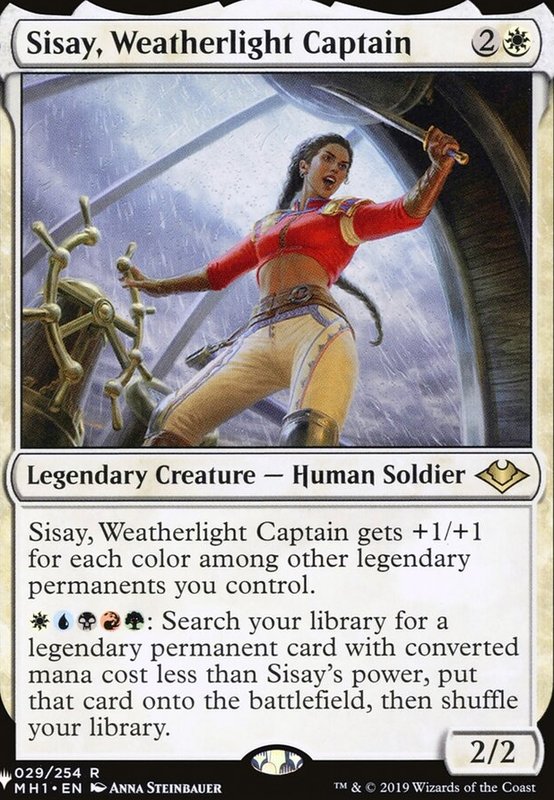 Sisay, Weatherlight Captain 2
Legendary Creature — Human Soldier
Sisay, Weatherlight Captain gets +1/+1
for each color among other legendary
permanents you control.
: Search your library for a
legendary permanent card with converted
mana cost less than Sisay's power, put
that card onto the battlefield, then shuffle
your library.
2/2
029/254 R
MH1 • EN Anna Steinbauer
™ & © 2019 Wizards of the Coast